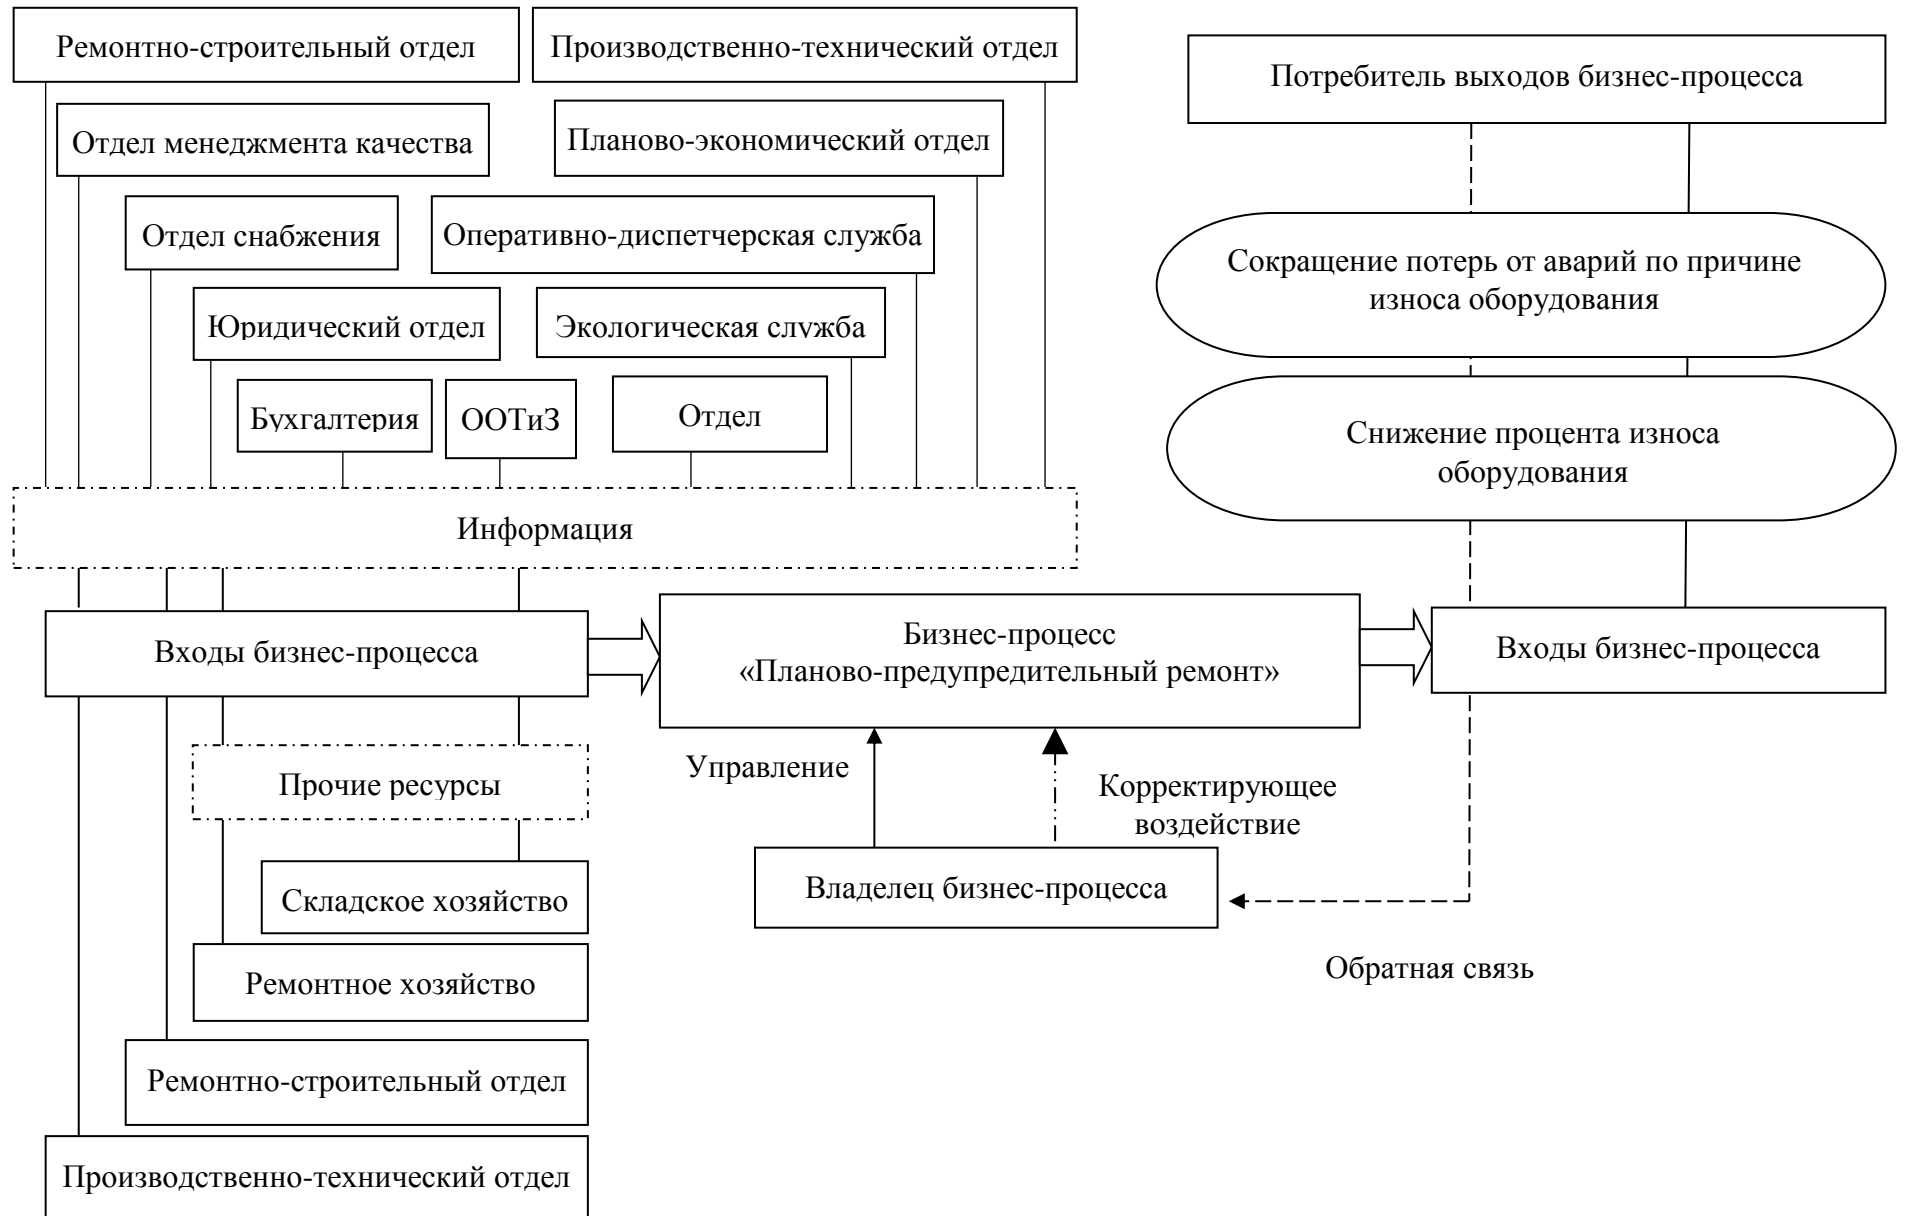 Ремонтно-строительный отдел
Производственно-технический отдел
Потребитель выходов бизнес-процесса
Отдел менеджмента качества
Планово-экономический отдел
Отдел снабжения
Оперативно-диспетчерская служба
Сокращение потерь от аварий по причине
износа оборудования
Юридический отдел
Экологическая служба
Бухгалтерия
ООТиЗ
Отдел
Снижение процента износа
оборудования
Информация
Входы бизнес-процесса
Бизнес-процесс
«Планово-предупредительный ремонт»
Входы бизнес-процесса
Управление
Прочие ресурсы
Корректирующее
воздействие
Владелец бизнес-процесса
Складское хозяйство
Обратная связь
Ремонтное хозяйство
Ремонтно-строительный отдел
Производственно-технический отдел